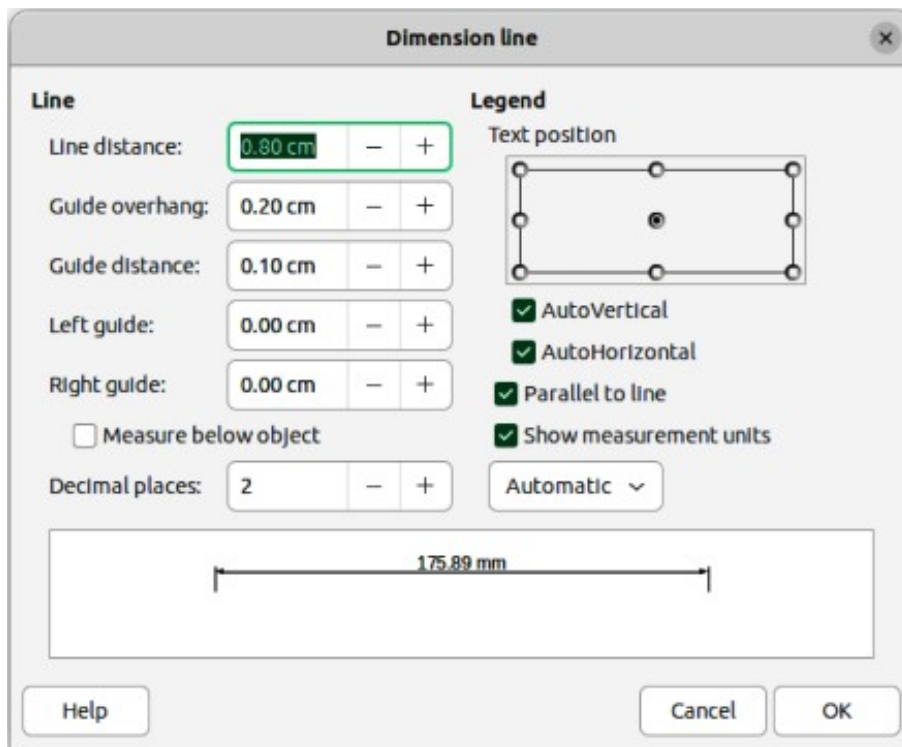 Dimension line
Line
Line distance: 0.80 cm
Guide overhang: 0.20 cm
Guide distance: 0.10 cm
Left guide: 0.00 cm
Right guide: 0.00 cm
Measure below object
Decimal places: 2
Legend
Text position
AutoVertical
AutoHorizontal
Parallel to line
Show measurement units
Automatic
175.89 mm
Help
Cancel
OK